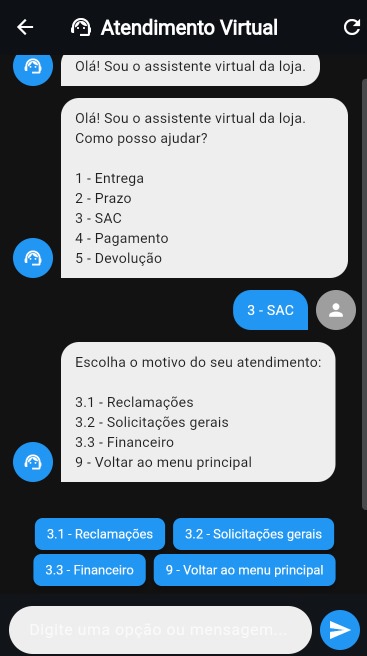 Atendimento Virtual
Olá! Sou o assistente virtual da loja.
Olá! Sou o assistente virtual da loja.
Como posso ajudar?
1 - Entrega
2 - Prazo
3 - SAC
4 - Pagamento
5 - Devolução
3 - SAC
Escolha o motivo do seu atendimento:
3.1 - Reclamações
3.2 - Solicitações gerais
3.3 - Financeiro
9 - Voltar ao menu principal
3.1 - Reclamações
3.2 - Solicitações gerais
3.3 - Financeiro
9 - Voltar ao menu principal
Digite uma opção ou mensagem...